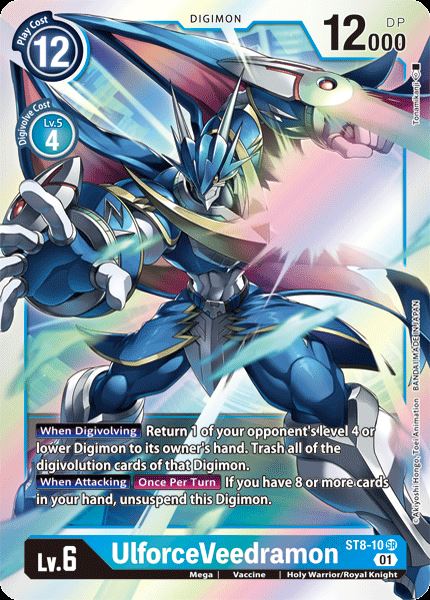 Play Cost
12
DIGIMON
DP
12000
Digivolve Cost
Lv.5
4
Tonamikanji
©Akiyoshi Hongo, Toei Animation BANDAI MADE IN JAPAN
When Digivolving Return 1 of your opponent's level 4 or
lower Digimon to its owner's hand. Trash all of the
digivolution cards of that Digimon.
When Attacking Once Per Turn If you have 8 or more cards
in your hand, unsuspend this Digimon.
Lv.6
UlforceVeedramon
ST8-10 SR
01
Mega | Vaccine | Holy Warrior/Royal Knight